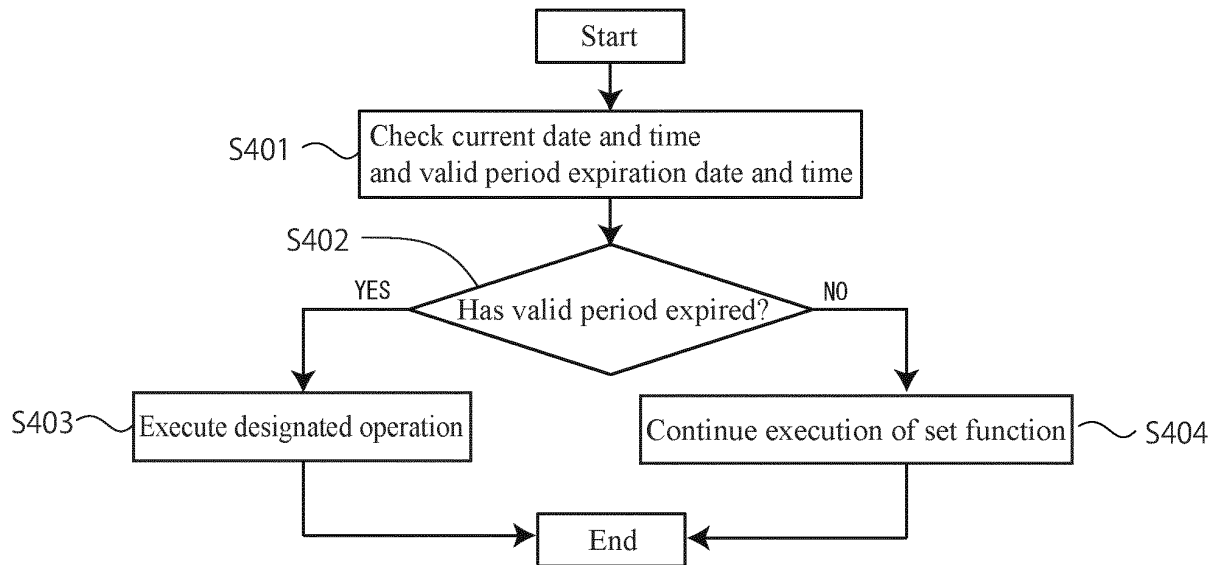 Start
S401
Check current date and time
and valid period expiration date and time
S402
YES
Has valid period expired?
NO
S403
Execute designated operation
Continue execution of set function
S404
End